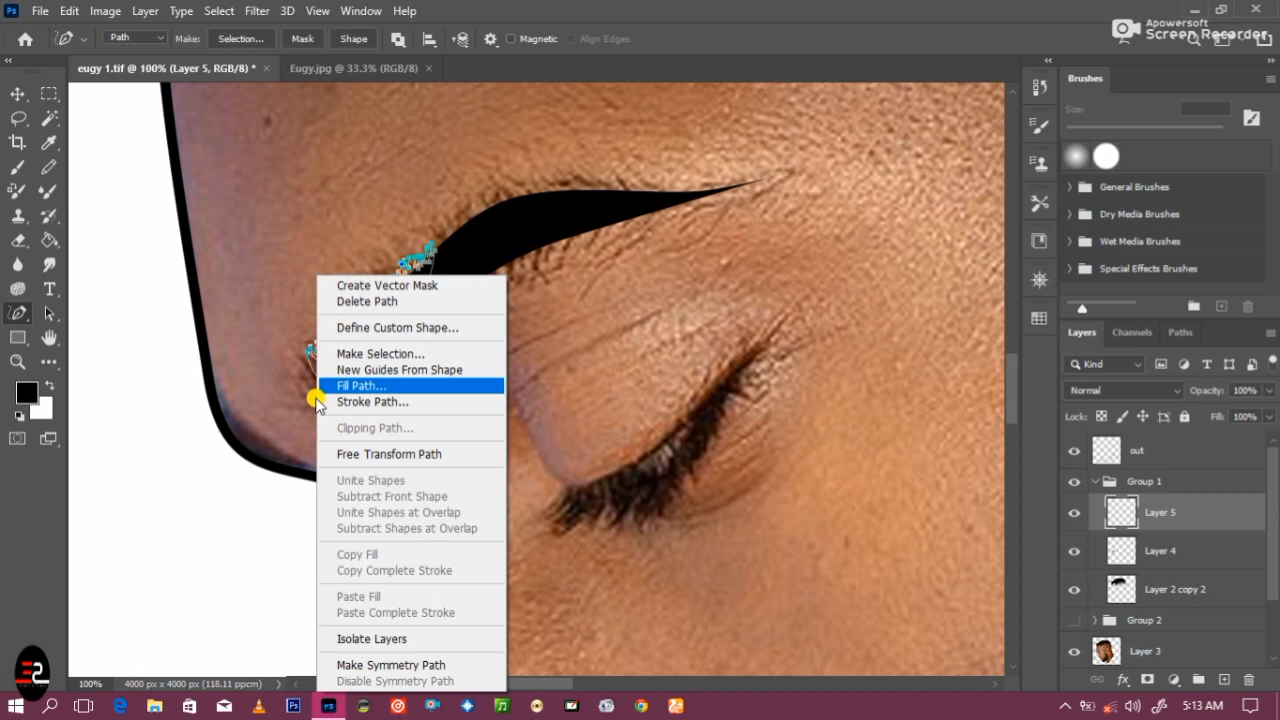 Ps File Edit Image Layer Type Select Filter 3D View Window Help
Apowersoft
Screen Recorder
Path Make: Selection... Mask Shape Magnetic Align Edges
eugy 1.tif @ 100% (Layer 5, RGB/8) * × Eugy.jpg @ 33.3% (RGB/8) ×
Brushes
Size:
General Brushes
Dry Media Brushes
Wet Media Brushes
Special Effects Brushes
Create Vector Mask
Delete Path
Define Custom Shape...
Make Selection...
New Guides From Shape
Fill Path...
Stroke Path...
Clipping Path...
Free Transform Path
Unite Shapes
Subtract Front Shape
Unite Shapes at Overlap
Subtract Shapes at Overlap
Copy Fill
Copy Complete Stroke
Paste Fill
Paste Complete Stroke
Isolate Layers
Make Symmetry Path
Disable Symmetry Path
Layers Channels Paths
Kind
Normal Opacity: 100%
Lock: Fill: 100%
out
Group 1
Layer 5
Layer 4
Layer 2 copy 2
Group 2
Layer 3
100% 4000 px x 4000 px (118.11 ppcm)
5:13 AM